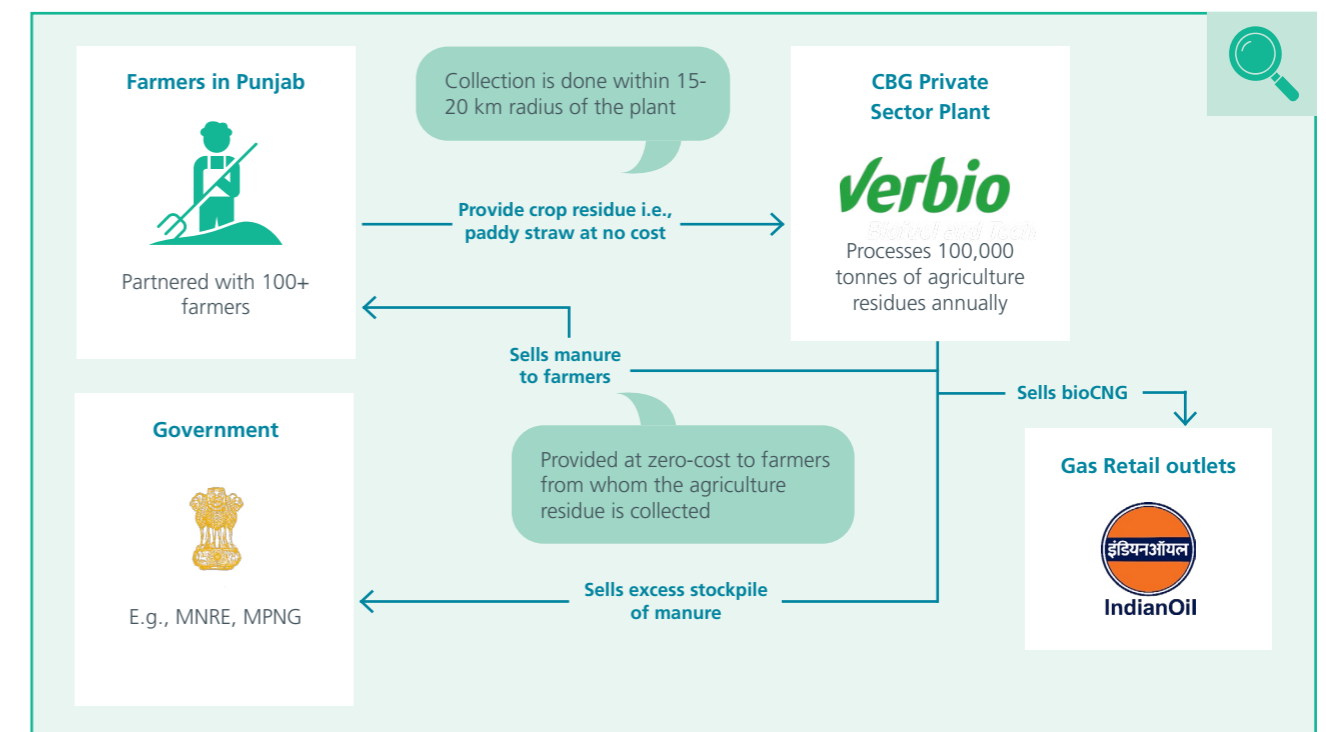 Farmers in Punjab
Partnered with 100+
farmers
Collection is done within 15-
20 km radius of the plant
Provide crop residue i.e.,
paddy straw at no cost
CBG Private
Sector Plant
verbio
Biofuel and Tech
Processes 100,000
tonnes of agriculture
residues annually
Sells manure
to farmers
Provided at zero-cost to farmers
from whom the agriculture
residue is collected
Sells bioCNG
Gas Retail outlets
इंडियनऑयल
IndianOil
Government
E.g., MNRE, MPNG
Sells excess stockpile
of manure